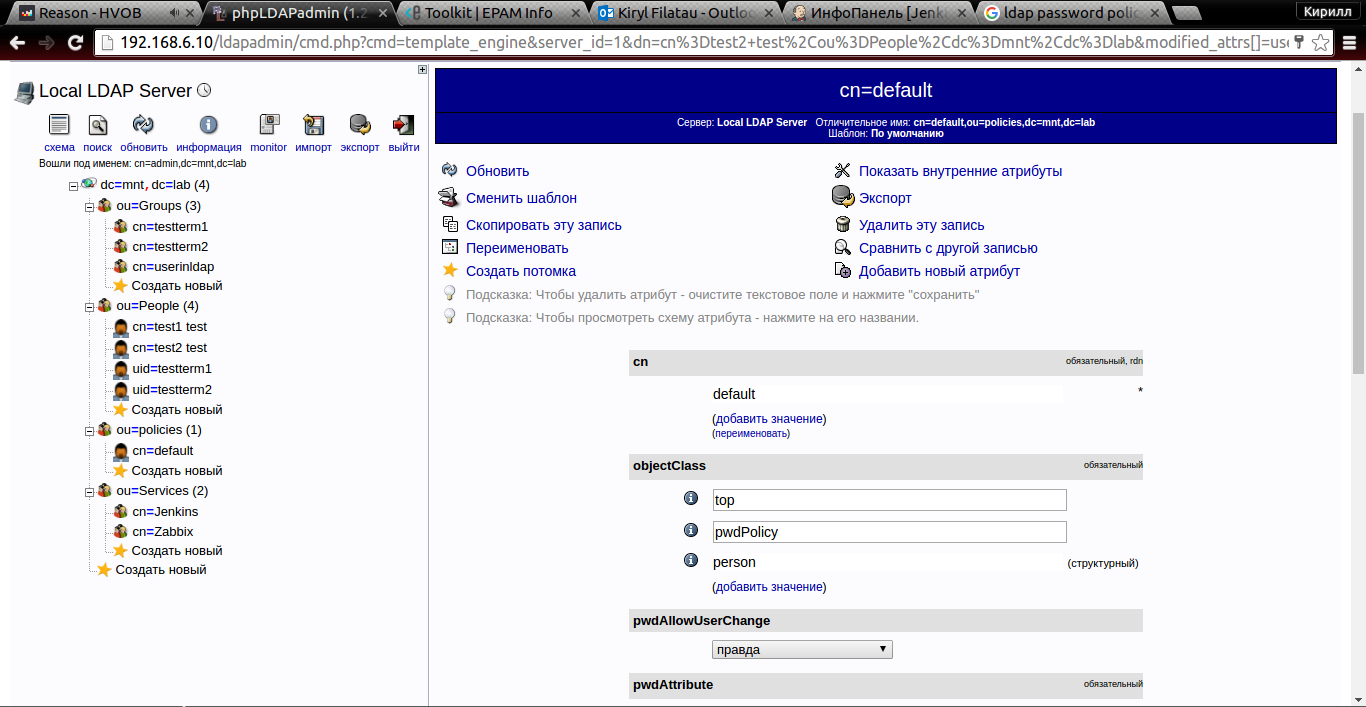 Reason - HVOB
phpLDAPadmin (1.2
Toolkit | EPAM Info
Kiryl Filatau - Outloo
ИнфоПанель [Jenk
ldap password poli
Кирилл
192.168.6.10/ldapadmin/cmd.php?cmd=template_engine&server_id=1&dn=cn%3Dtest2+test%2Cou%3DPeople%2Cdc%3Dmnt%2Cdc%3Dlab&modified_attrs[]=use
Local LDAP Server
схема поиск обновить информация monitor импорт экспорт выйти
Вошли под именем: cn=admin,dc=mnt,dc=lab
dc=mnt, dc=lab (4)
ou=Groups (3)
cn=testterm1
cn=testterm2
cn=userinldap
Создать новый
ou=People (4)
cn=test1 test
cn=test2 test
uid=testterm1
uid=testterm2
Создать новый
ou=policies (1)
cn=default
Создать новый
ou=Services (2)
cn=Jenkins
cn=Zabbix
Создать новый
Создать новый
cn=default
Сервер: Local LDAP Server Отличительное имя: cn=default,ou=policies,dc=mnt,dc=lab
Шаблон: По умолчанию
Обновить
Показать внутренние атрибуты
Сменить шаблон
Экспорт
Скопировать эту запись
Удалить эту запись
Переименовать
Сравнить с другой записью
Создать потомка
Добавить новый атрибут
Подсказка: Чтобы удалить атрибут - очистите текстовое поле и нажмите "сохранить"
Подсказка: Чтобы просмотреть схему атрибута - нажмите на его названии.
cn обязательный, rdn
default *
(добавить значение)
(переименовать)
objectClass обязательный
top
pwdPolicy
person (структурный)
(добавить значение)
pwdAllowUserChange
правда
pwdAttribute обязательный